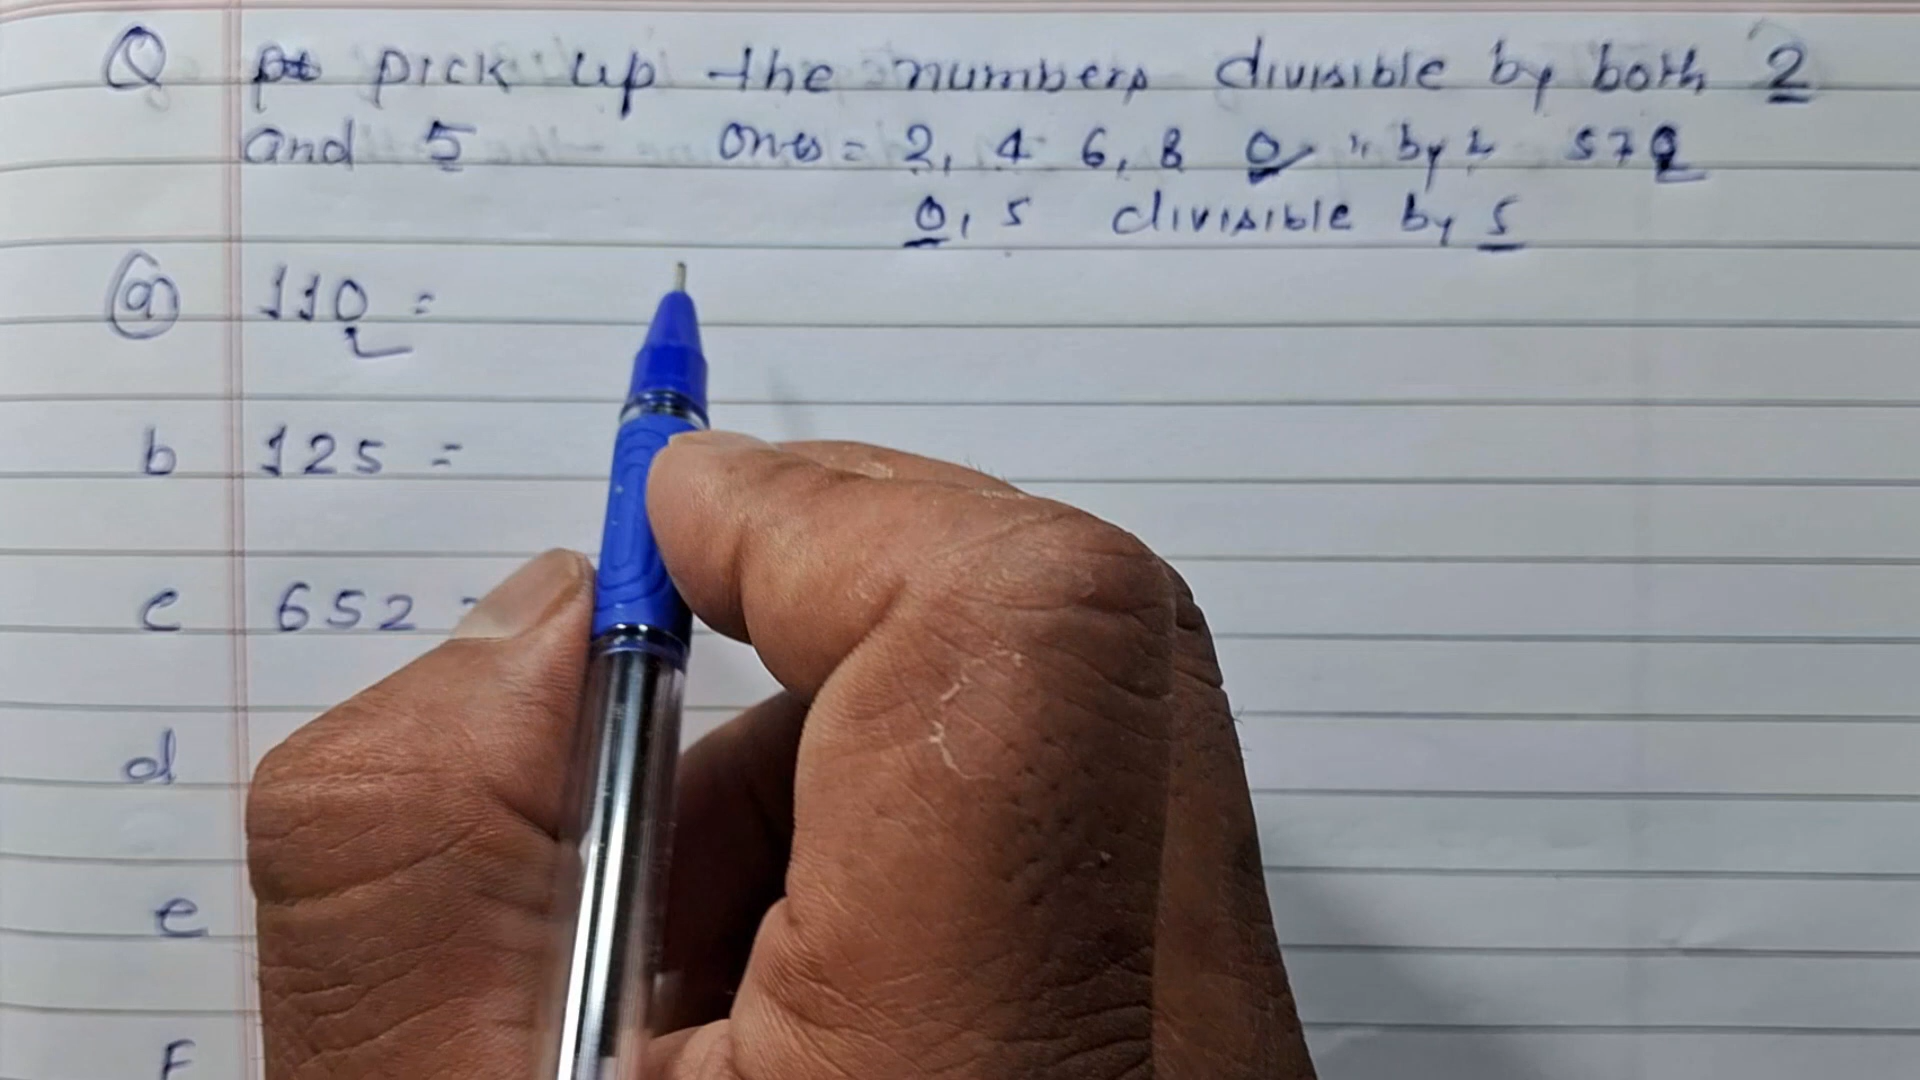 Q pick up the numbers divisible by both 2
and 5 ones = 2, 4 6, 8 0 " by 2 572
0, 5 divisible by 5
a 110 =
b 125 =
c 652 =
d
e
F